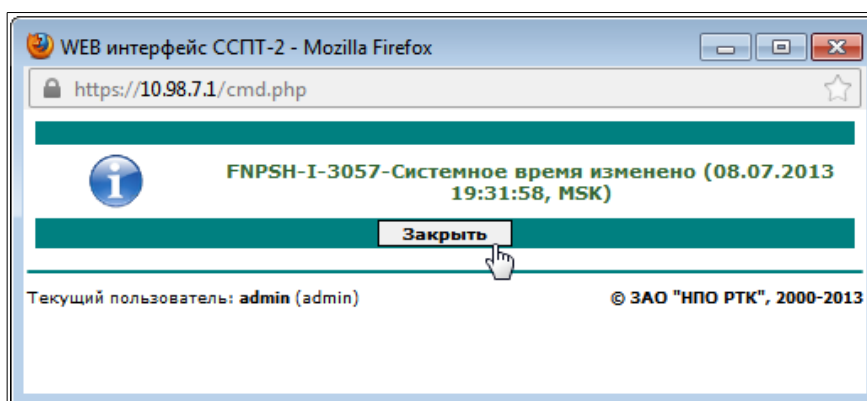 WEB интерфейс ССПТ-2 - Mozilla Firefox
https://10.98.7.1/cmd.php
FNPSH-I-3057-Системное время изменено (08.07.2013
19:31:58, MSK)
Закрыть
Текущий пользователь: admin (admin)
© ЗАО "НПО РТК", 2000-2013